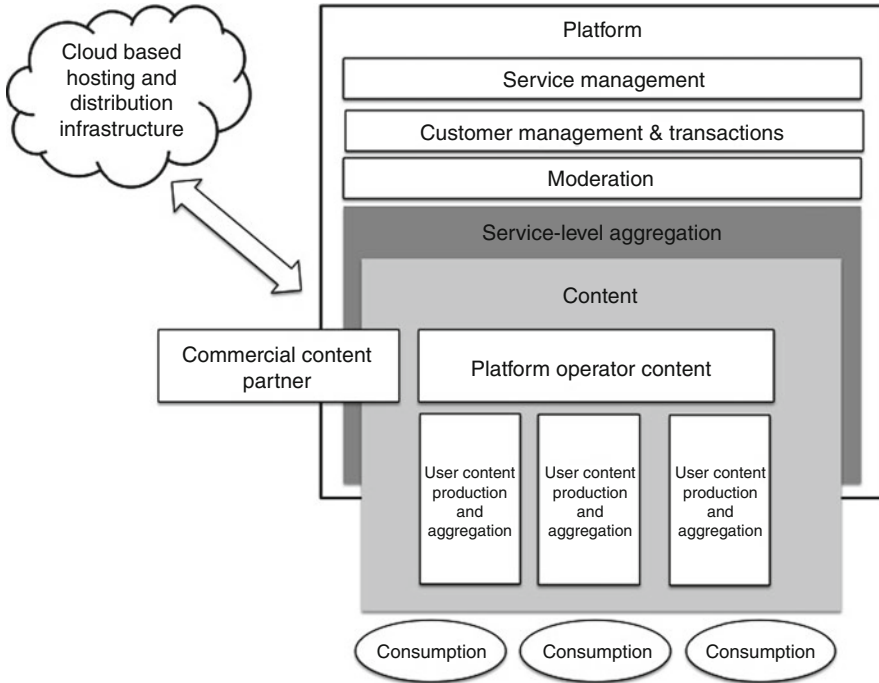 Cloud based
hosting and
distribution
infrastructure
Platform
Service management
Customer management & transactions
Moderation
Service-level aggregation
Content
Commercial content
partner
Platform operator content
User content
production
and
aggregation
User content
production
and
aggregation
User content
production
and
aggregation
Consumption
Consumption
Consumption